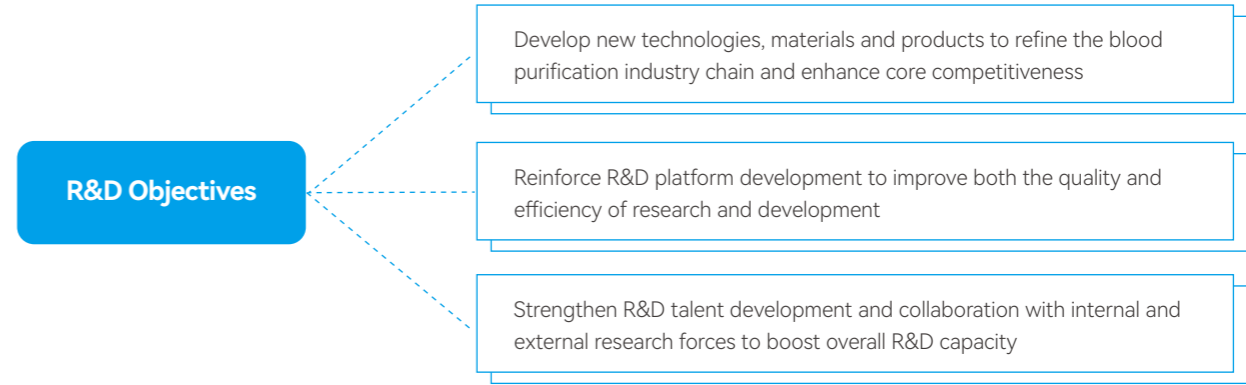 R&D Objectives
Develop new technologies, materials and products to refine the blood
purification industry chain and enhance core competitiveness
Reinforce R&D platform development to improve both the quality and
efficiency of research and development
Strengthen R&D talent development and collaboration with internal and
external research forces to boost overall R&D capacity